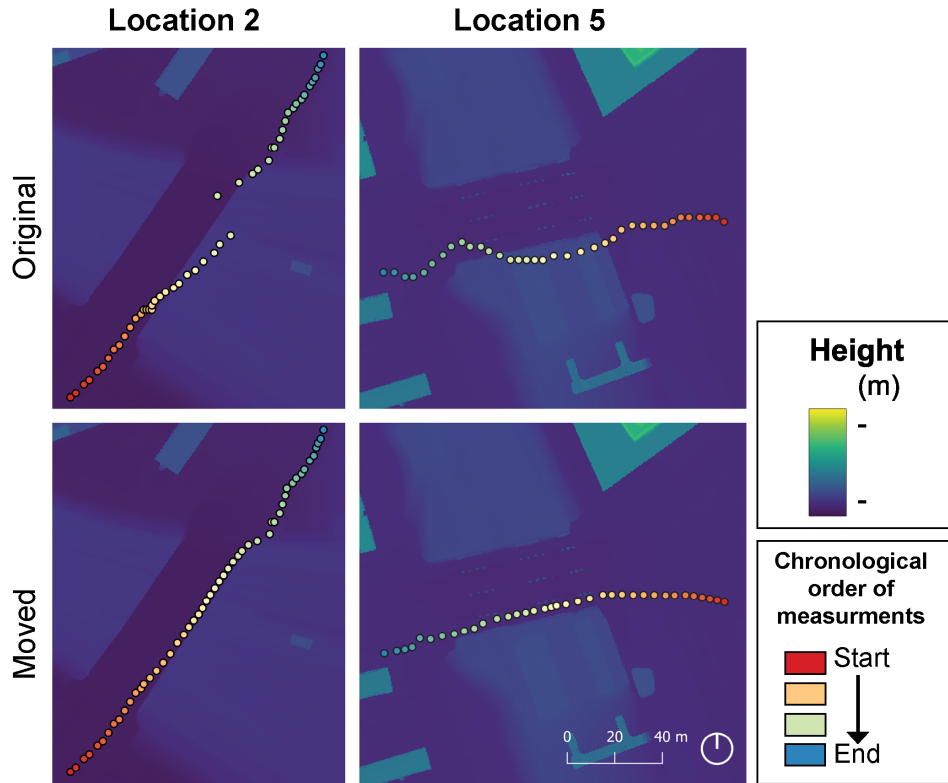 Location 2
Location 5
Original
Moved
Height
(m)
-
-
Chronological
order of
measurments
Start
End
0 20 40 m